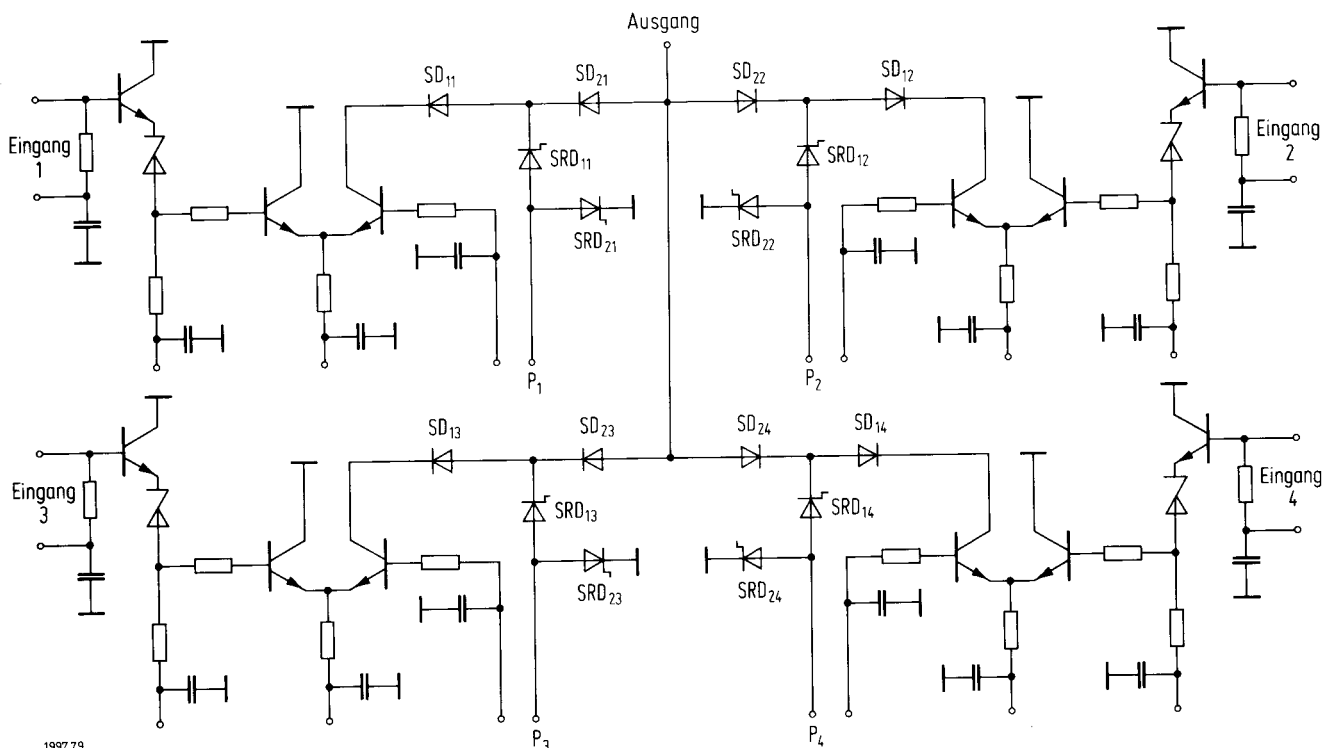 Ausgang
SD₁₁
SD₂₁
SD₂₂
SD₁₂
Eingang
1
SRD₁₁
SRD₁₂
Eingang
2
SRD₂₁
SRD₂₂
P₁
P₂
SD₁₃
SD₂₃
SD₂₄
SD₁₄
Eingang
3
SRD₁₃
SRD₁₄
Eingang
4
SRD₂₃
SRD₂₄
P₃
P₄
1997.79